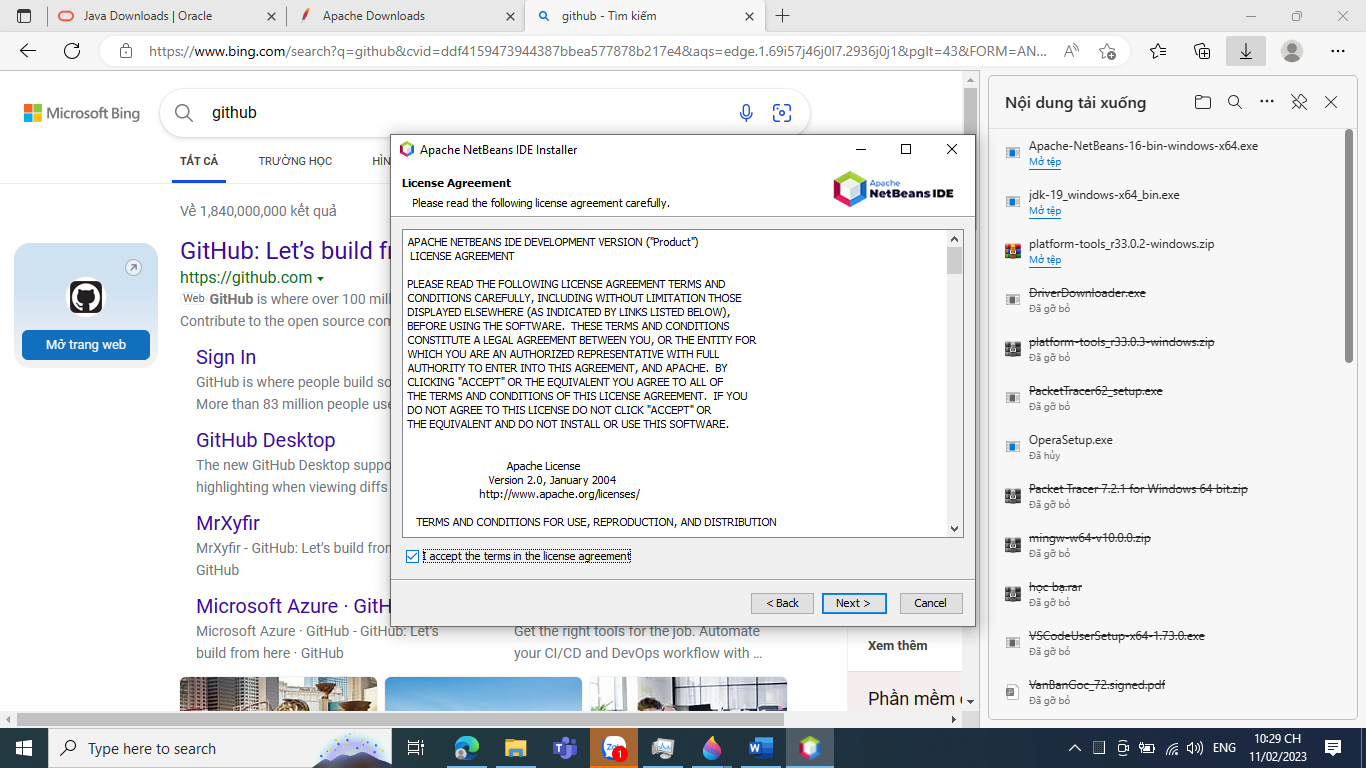 Java Downloads | Oracle
Apache Downloads
github - Tìm kiếm
https://www.bing.com/search?q=github&cvid=ddf4159473944387bbea577878b217e4&aqs=edge.1.69i57j46j0l7.2936j0j1&pglt=43&FORM=AN...
Microsoft Bing
github
TẤT CẢ
TRƯỜNG HỌC
HÌN
Về 1,840,000,000 kết quả
Mở trang web
GitHub: Let's build fr
https://github.com
Web GitHub is where over 100 mill
Contribute to the open source com
Sign In
GitHub is where people build so
More than 83 million people use
GitHub Desktop
The new GitHub Desktop suppo
highlighting when viewing diffs
MrXyfir
MrXyfir - GitHub: Let's build from
GitHub
Microsoft Azure · GitH
Microsoft Azure · GitHub - GitHub: Let's
build from here · GitHub
Get the right tools for the job. Automate
your CI/CD and DevOps workflow with ...
Xem thêm
Phần mềm
Apache NetBeans IDE Installer
License Agreement
Please read the following license agreement carefully.
Apache
NetBeans IDE
APACHE NETBEANS IDE DEVELOPMENT VERSION ("Product")
LICENSE AGREEMENT
PLEASE READ THE FOLLOWING LICENSE AGREEMENT TERMS AND
CONDITIONS CAREFULLY, INCLUDING WITHOUT LIMITATION THOSE
DISPLAYED ELSEWHERE (AS INDICATED BY LINKS LISTED BELOW),
BEFORE USING THE SOFTWARE. THESE TERMS AND CONDITIONS
CONSTITUTE A LEGAL AGREEMENT BETWEEN YOU, OR THE ENTITY FOR
WHICH YOU ARE AN AUTHORIZED REPRESENTATIVE WITH FULL
AUTHORITY TO ENTER INTO THIS AGREEMENT, AND APACHE. BY
CLICKING "ACCEPT" OR THE EQUIVALENT YOU AGREE TO ALL OF
THE TERMS AND CONDITIONS OF THIS LICENSE AGREEMENT. IF YOU
DO NOT AGREE TO THIS LICENSE DO NOT CLICK "ACCEPT" OR
THE EQUIVALENT AND DO NOT INSTALL OR USE THIS SOFTWARE.
Apache License
Version 2.0, January 2004
http://www.apache.org/licenses/
TERMS AND CONDITIONS FOR USE, REPRODUCTION, AND DISTRIBUTION
I accept the terms in the license agreement
< Back
Next >
Cancel
Nội dung tải xuống
Apache-NetBeans-16-bin-windows-x64.exe
Mở tệp
jdk-19_windows-x64_bin.exe
Mở tệp
platform-tools_r33.0.2-windows.zip
Mở tệp
DriverDownloader.exe
Đã gỡ bỏ
platform-tools_r33.0.3-windows.zip
Đã gỡ bỏ
PacketTracer62_setup.exe
Đã gỡ bỏ
OperaSetup.exe
Đã hủy
Packet Tracer 7.2.1 for Windows 64 bit.zip
Đã gỡ bỏ
mingw-w64-v10.0.0.zip
Đã gỡ bỏ
học bạ.rar
Đã gỡ bỏ
VSCodeUserSetup-x64-1.73.0.exe
Đã gỡ bỏ
VanBanGoc_72.signed.pdf
Đã gỡ bỏ
Type here to search
1
ENG
10:29 CH
11/02/2023